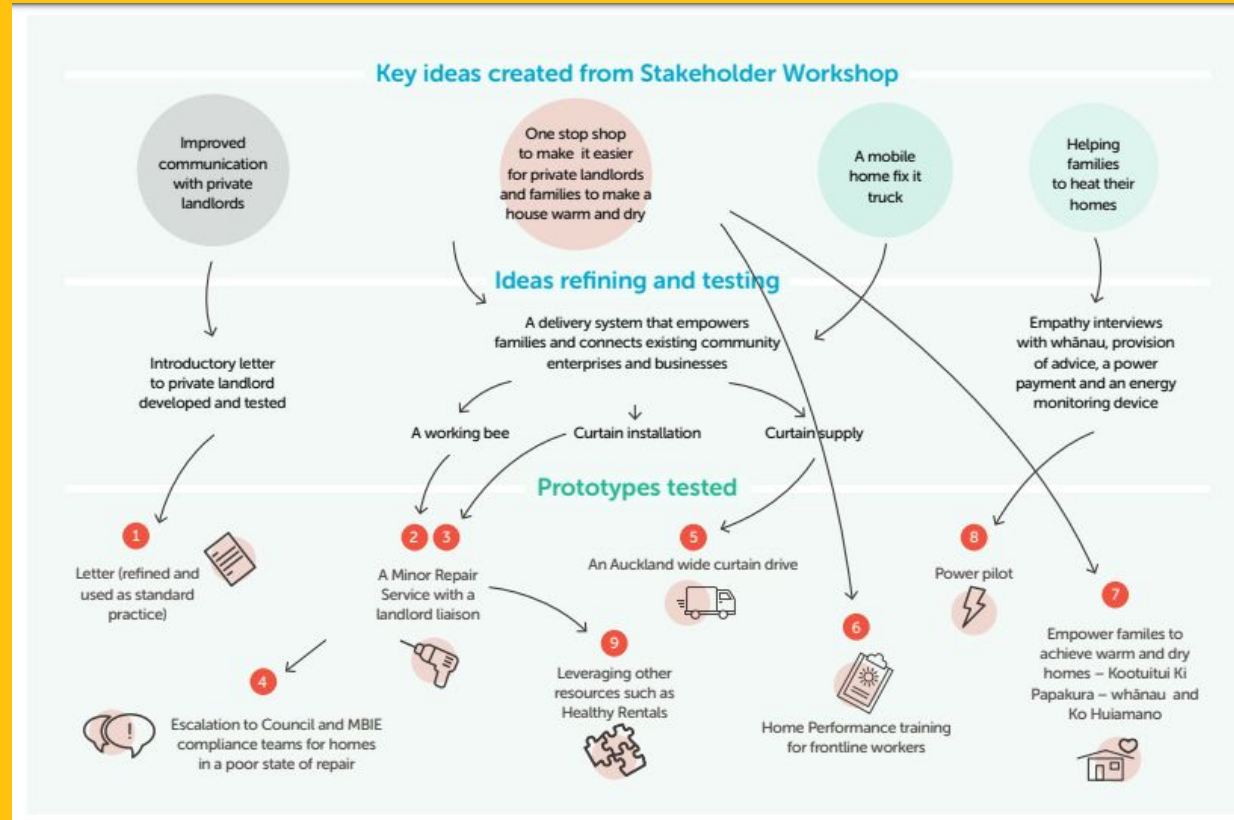 Key ideas created from Stakeholder Workshop
Improved
communication
with private
landlords
One stop shop
to make it easier
for private landlords
and families to make a
house warm and dry
A mobile
home fix it
truck
Helping
families
to heat their
homes
Ideas refining and testing
Introductory letter
to private landlord
developed and tested
A delivery system that empowers
families and connects existing community
enterprises and businesses
Empathy interviews
with whānau, provision
of advice, a power
payment and an energy
monitoring device
A working bee
Curtain installation
Curtain supply
Prototypes tested
1
Letter (refined and
used as standard
practice)
2 3
A Minor Repair
Service with a
landlord liaison
4
Escalation to Council and MBIE
compliance teams for homes
in a poor state of repair
9
Leveraging other
resources such as
Healthy Rentals
5
An Auckland wide curtain drive
6
Home Performance training
for frontline workers
8
Power pilot
7
Empower familes to
achieve warm and dry
homes – Kootuitui Ki
Papakura – whānau and
Ko Huiamano